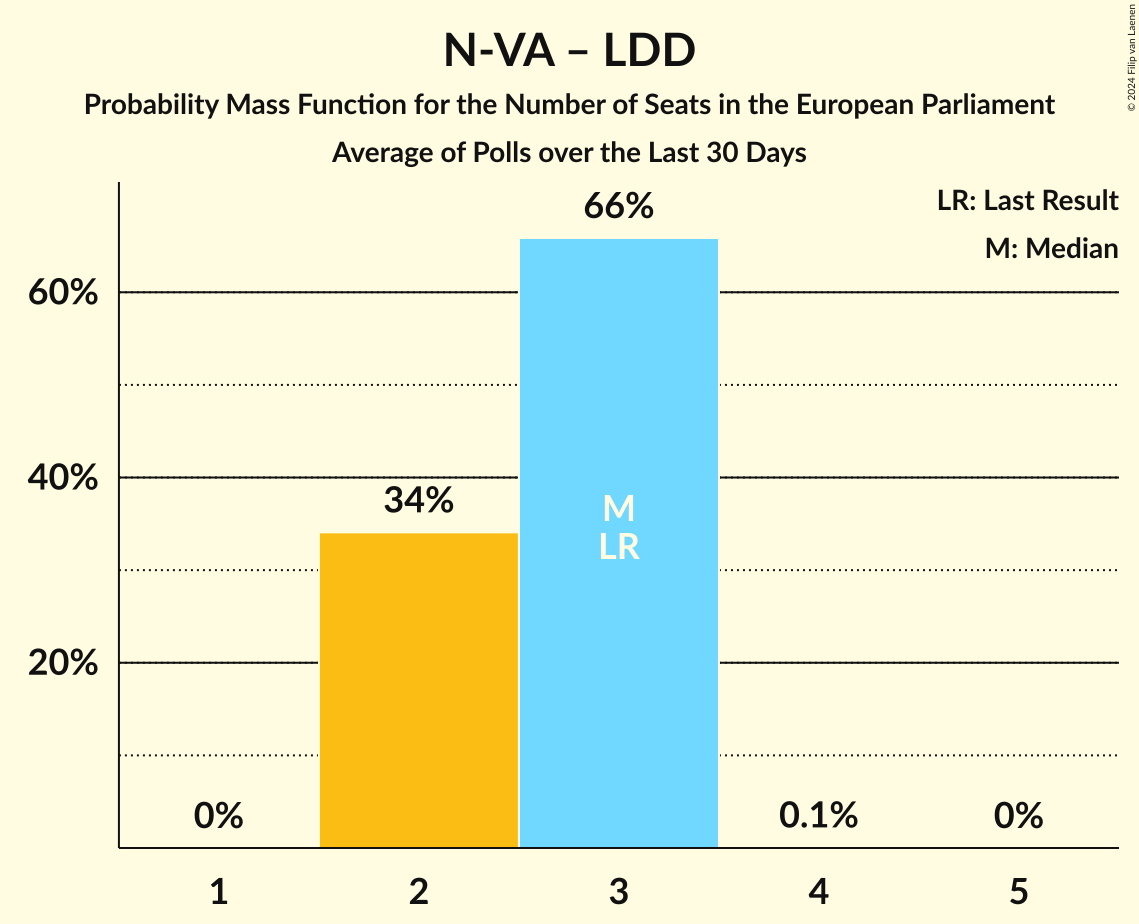 N-VA – LDD
Probability Mass Function for the Number of Seats in the European Parliament
Average of Polls over the Last 30 Days
© 2024 Filip van Laenen
LR: Last Result
M: Median
66%
60%
40%
34%
M
LR
20%
0%
0.1%
0%
1
2
3
4
5